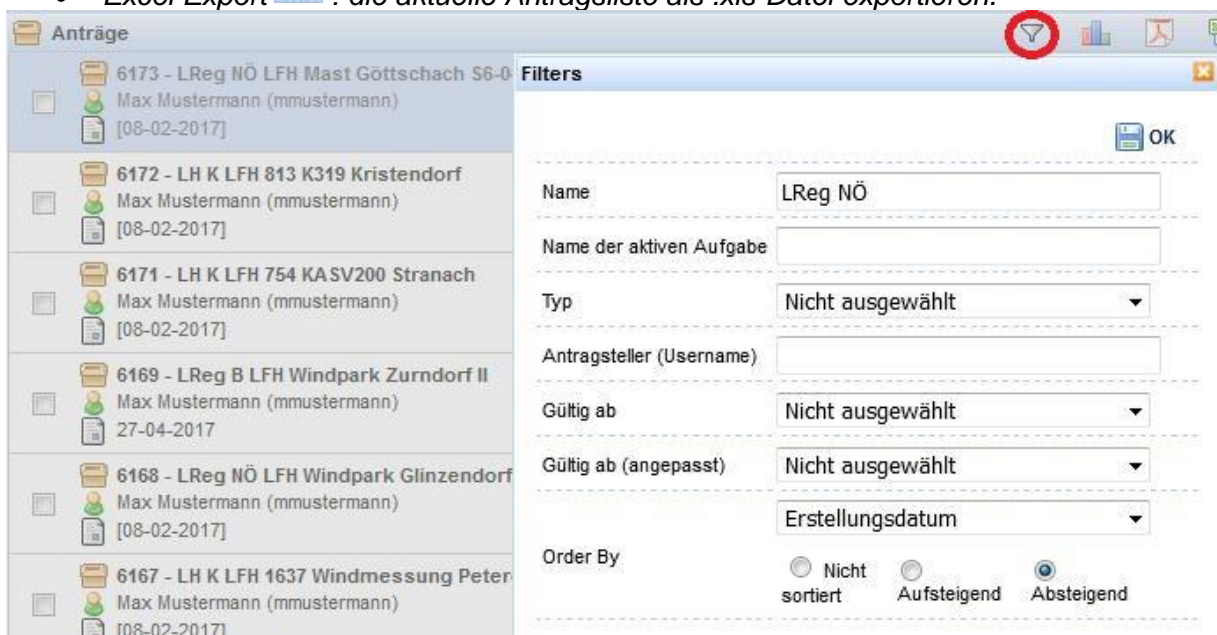 Excel Export : die aktuelle Antragsliste als .xls-Datei exportieren.
Anträge
6173 - LReg NÖ LFH Mast Göttschach S6-0
Max Mustermann (mmustermann)
[08-02-2017]
6172 - LH K LFH 813 K319 Kristendorf
Max Mustermann (mmustermann)
[08-02-2017]
6171 - LH K LFH 754 KASV200 Stranach
Max Mustermann (mmustermann)
[08-02-2017]
6169 - LReg B LFH Windpark Zurndorf II
Max Mustermann (mmustermann)
27-04-2017
6168 - LReg NÖ LFH Windpark Glinzendorf
Max Mustermann (mmustermann)
[08-02-2017]
6167 - LH K LFH 1637 Windmessung Peter
Max Mustermann (mmustermann)
[08-02-2017]
Filters
OK
Name LReg NÖ
Name der aktiven Aufgabe
Typ Nicht ausgewählt
Antragsteller (Username)
Gültig ab Nicht ausgewählt
Gültig ab (angepasst) Nicht ausgewählt
Erstellungsdatum
Order By
Nicht sortiert Aufsteigend Absteigend